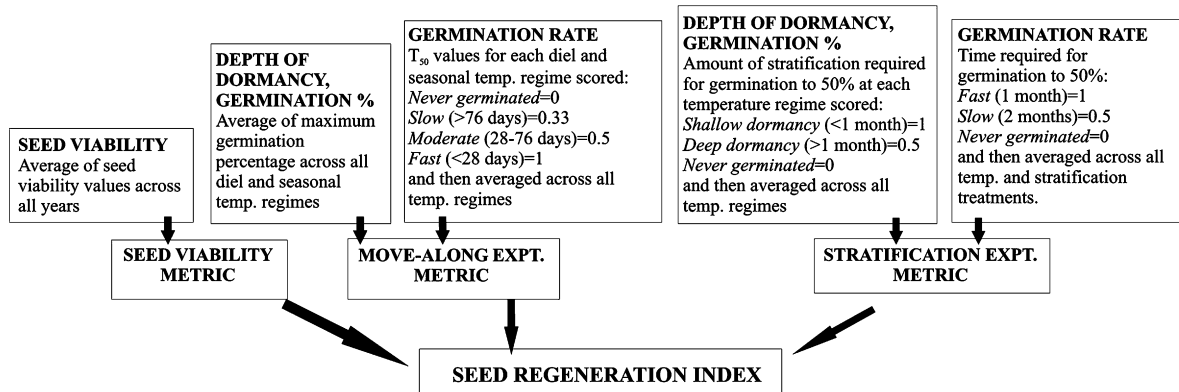 SEED VIABILITY
Average of seed
viability values across
all years
DEPTH OF
DORMANCY,
GERMINATION %
Average of maximum
germination
percentage across all
diel and seasonal
temp. regimes
GERMINATION RATE
T₅₀ values for each diel and
seasonal temp. regime scored:
Never germinated=0
Slow (>76 days)=0.33
Moderate (28-76 days)=0.5
Fast (<28 days)=1
and then averaged across all
temp. regimes
DEPTH OF DORMANCY,
GERMINATION %
Amount of stratification required
for germination to 50% at each
temperature regime scored:
Shallow dormancy (<1 month)=1
Deep dormancy (>1 month)=0.5
Never germinated=0
and then averaged across all
temp. regimes
GERMINATION RATE
Time required for
germination to 50%:
Fast (1 month)=1
Slow (2 months)=0.5
Never germinated=0
and then averaged across all
temp. and stratification
treatments.
SEED VIABILITY
METRIC
MOVE-ALONG EXPT.
METRIC
STRATIFICATION EXPT.
METRIC
SEED REGENERATION INDEX